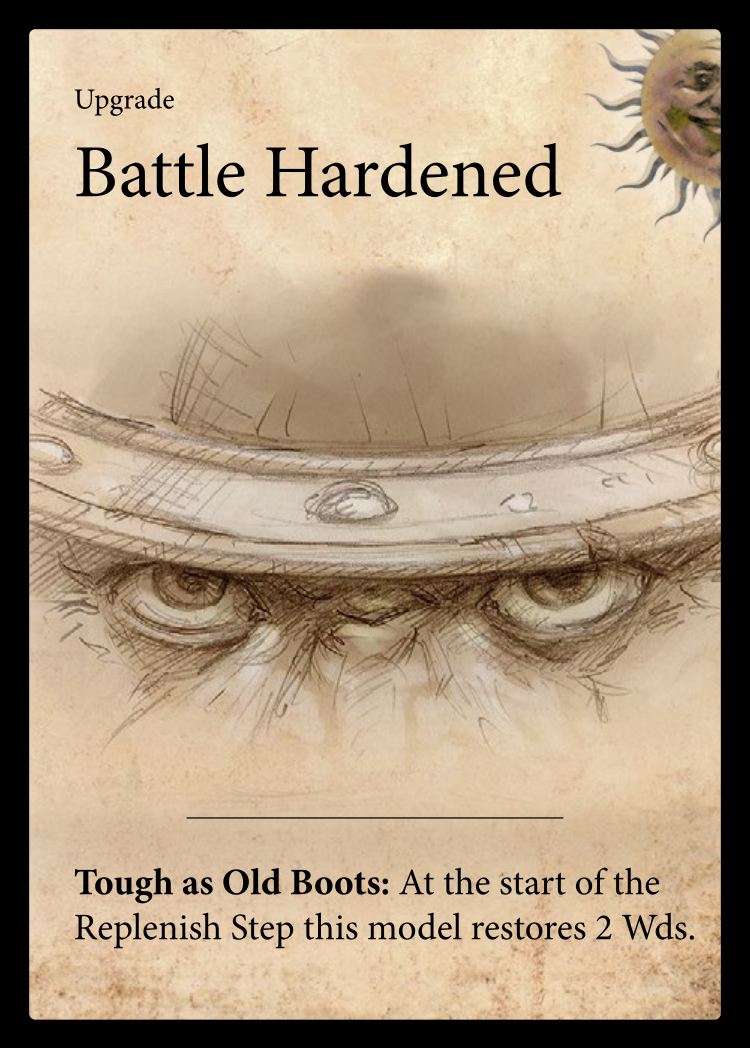 Upgrade
Battle Hardened
Tough as Old Boots: At the start of the
Replenish Step this model restores 2 Wds.